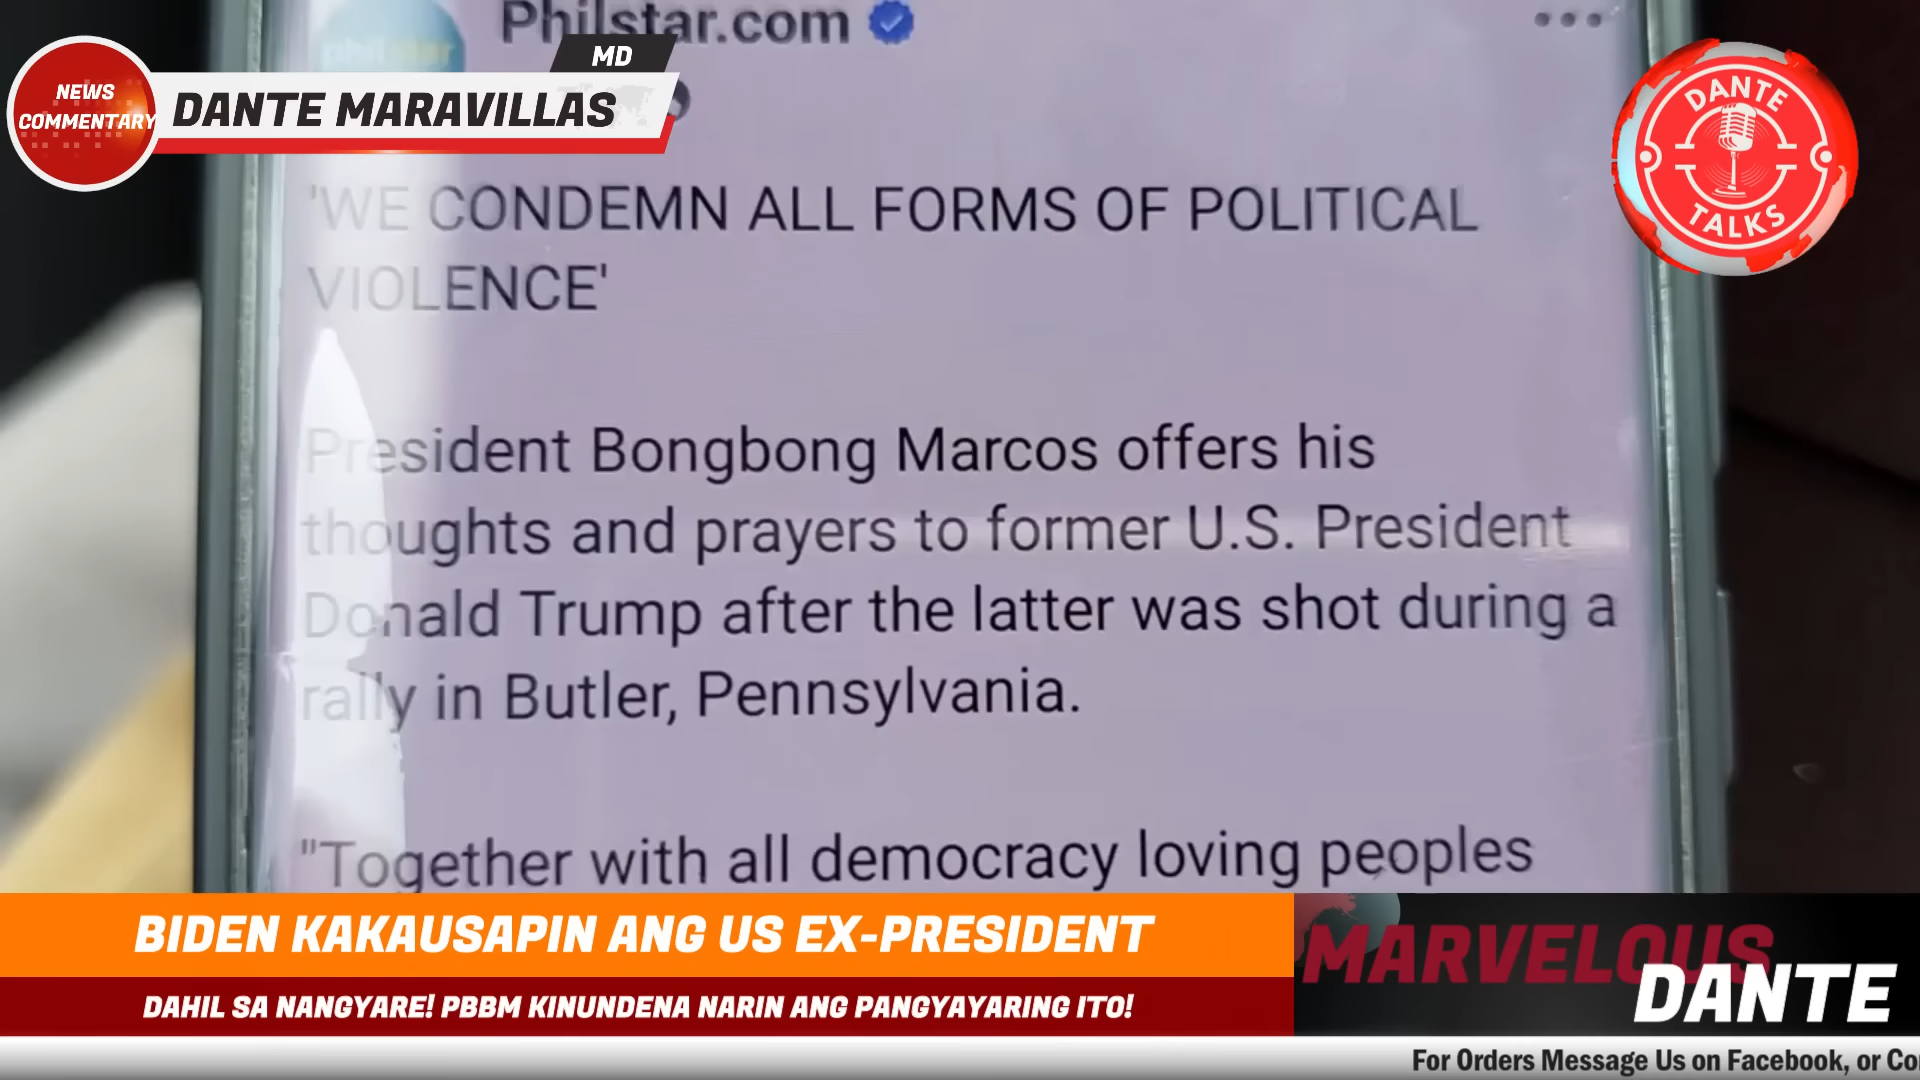 Philstar.com
MD
NEWS
COMMENTARY
DANTE MARAVILLAS
DANTE
TALKS
'WE CONDEMN ALL FORMS OF POLITICAL
VIOLENCE'
President Bongbong Marcos offers his
thoughts and prayers to former U.S. President
Donald Trump after the latter was shot during a
rally in Butler, Pennsylvania.
"Together with all democracy loving peoples
BIDEN KAKAUSAPIN ANG US EX-PRESIDENT
DAHIL SA NANGYARE! PBBM KINUNDENA NARIN ANG PANGYAYARING ITO!
MARVELOUS
DANTE
For Orders Message Us on Facebook, or